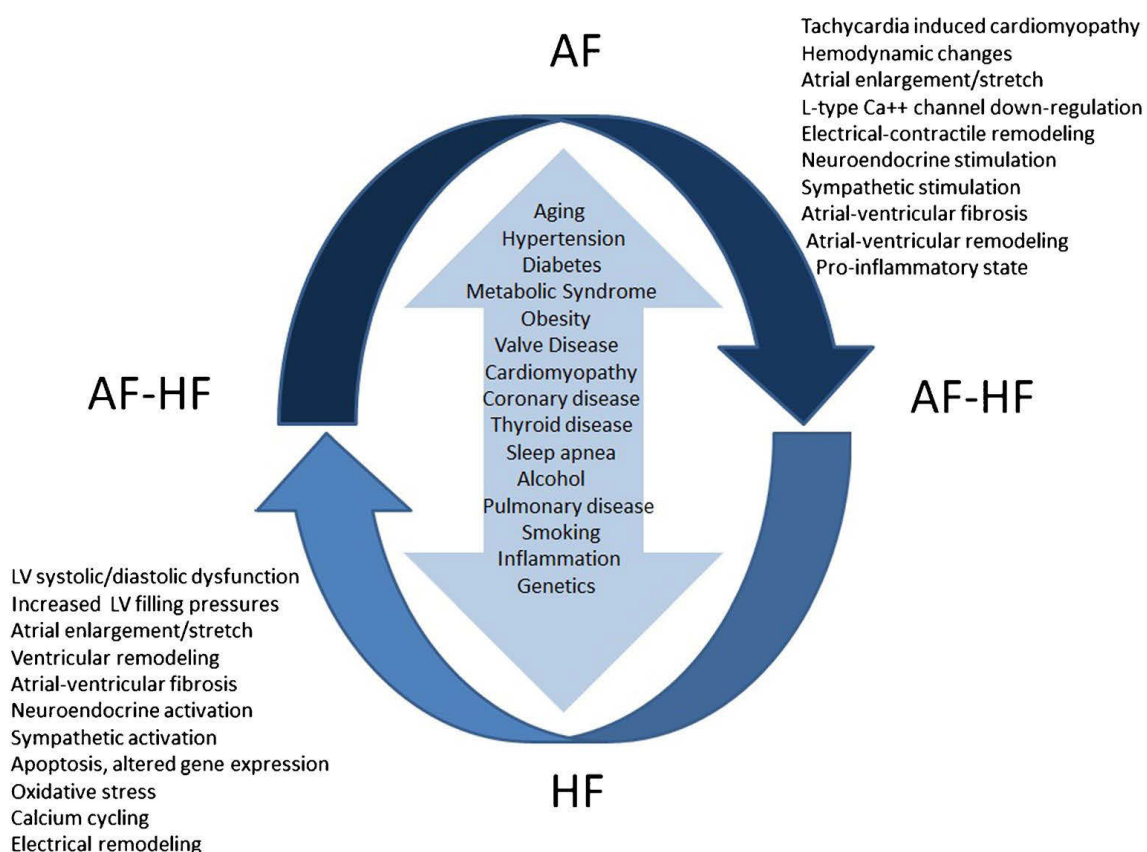 AF
Tachycardia induced cardiomyopathy
Hemodynamic changes
Atrial enlargement/stretch
L-type Ca++ channel down-regulation
Electrical-contractile remodeling
Neuroendocrine stimulation
Sympathetic stimulation
Atrial-ventricular fibrosis
Atrial-ventricular remodeling
Pro-inflammatory state
Aging
Hypertension
Diabetes
Metabolic Syndrome
Obesity
Valve Disease
Cardiomyopathy
Coronary disease
Thyroid disease
Sleep apnea
Alcohol
Pulmonary disease
Smoking
Inflammation
Genetics
AF-HF
AF-HF
LV systolic/diastolic dysfunction
Increased LV filling pressures
Atrial enlargement/stretch
Ventricular remodeling
Atrial-ventricular fibrosis
Neuroendocrine activation
Sympathetic activation
Apoptosis, altered gene expression
Oxidative stress
Calcium cycling
Electrical remodeling
HF